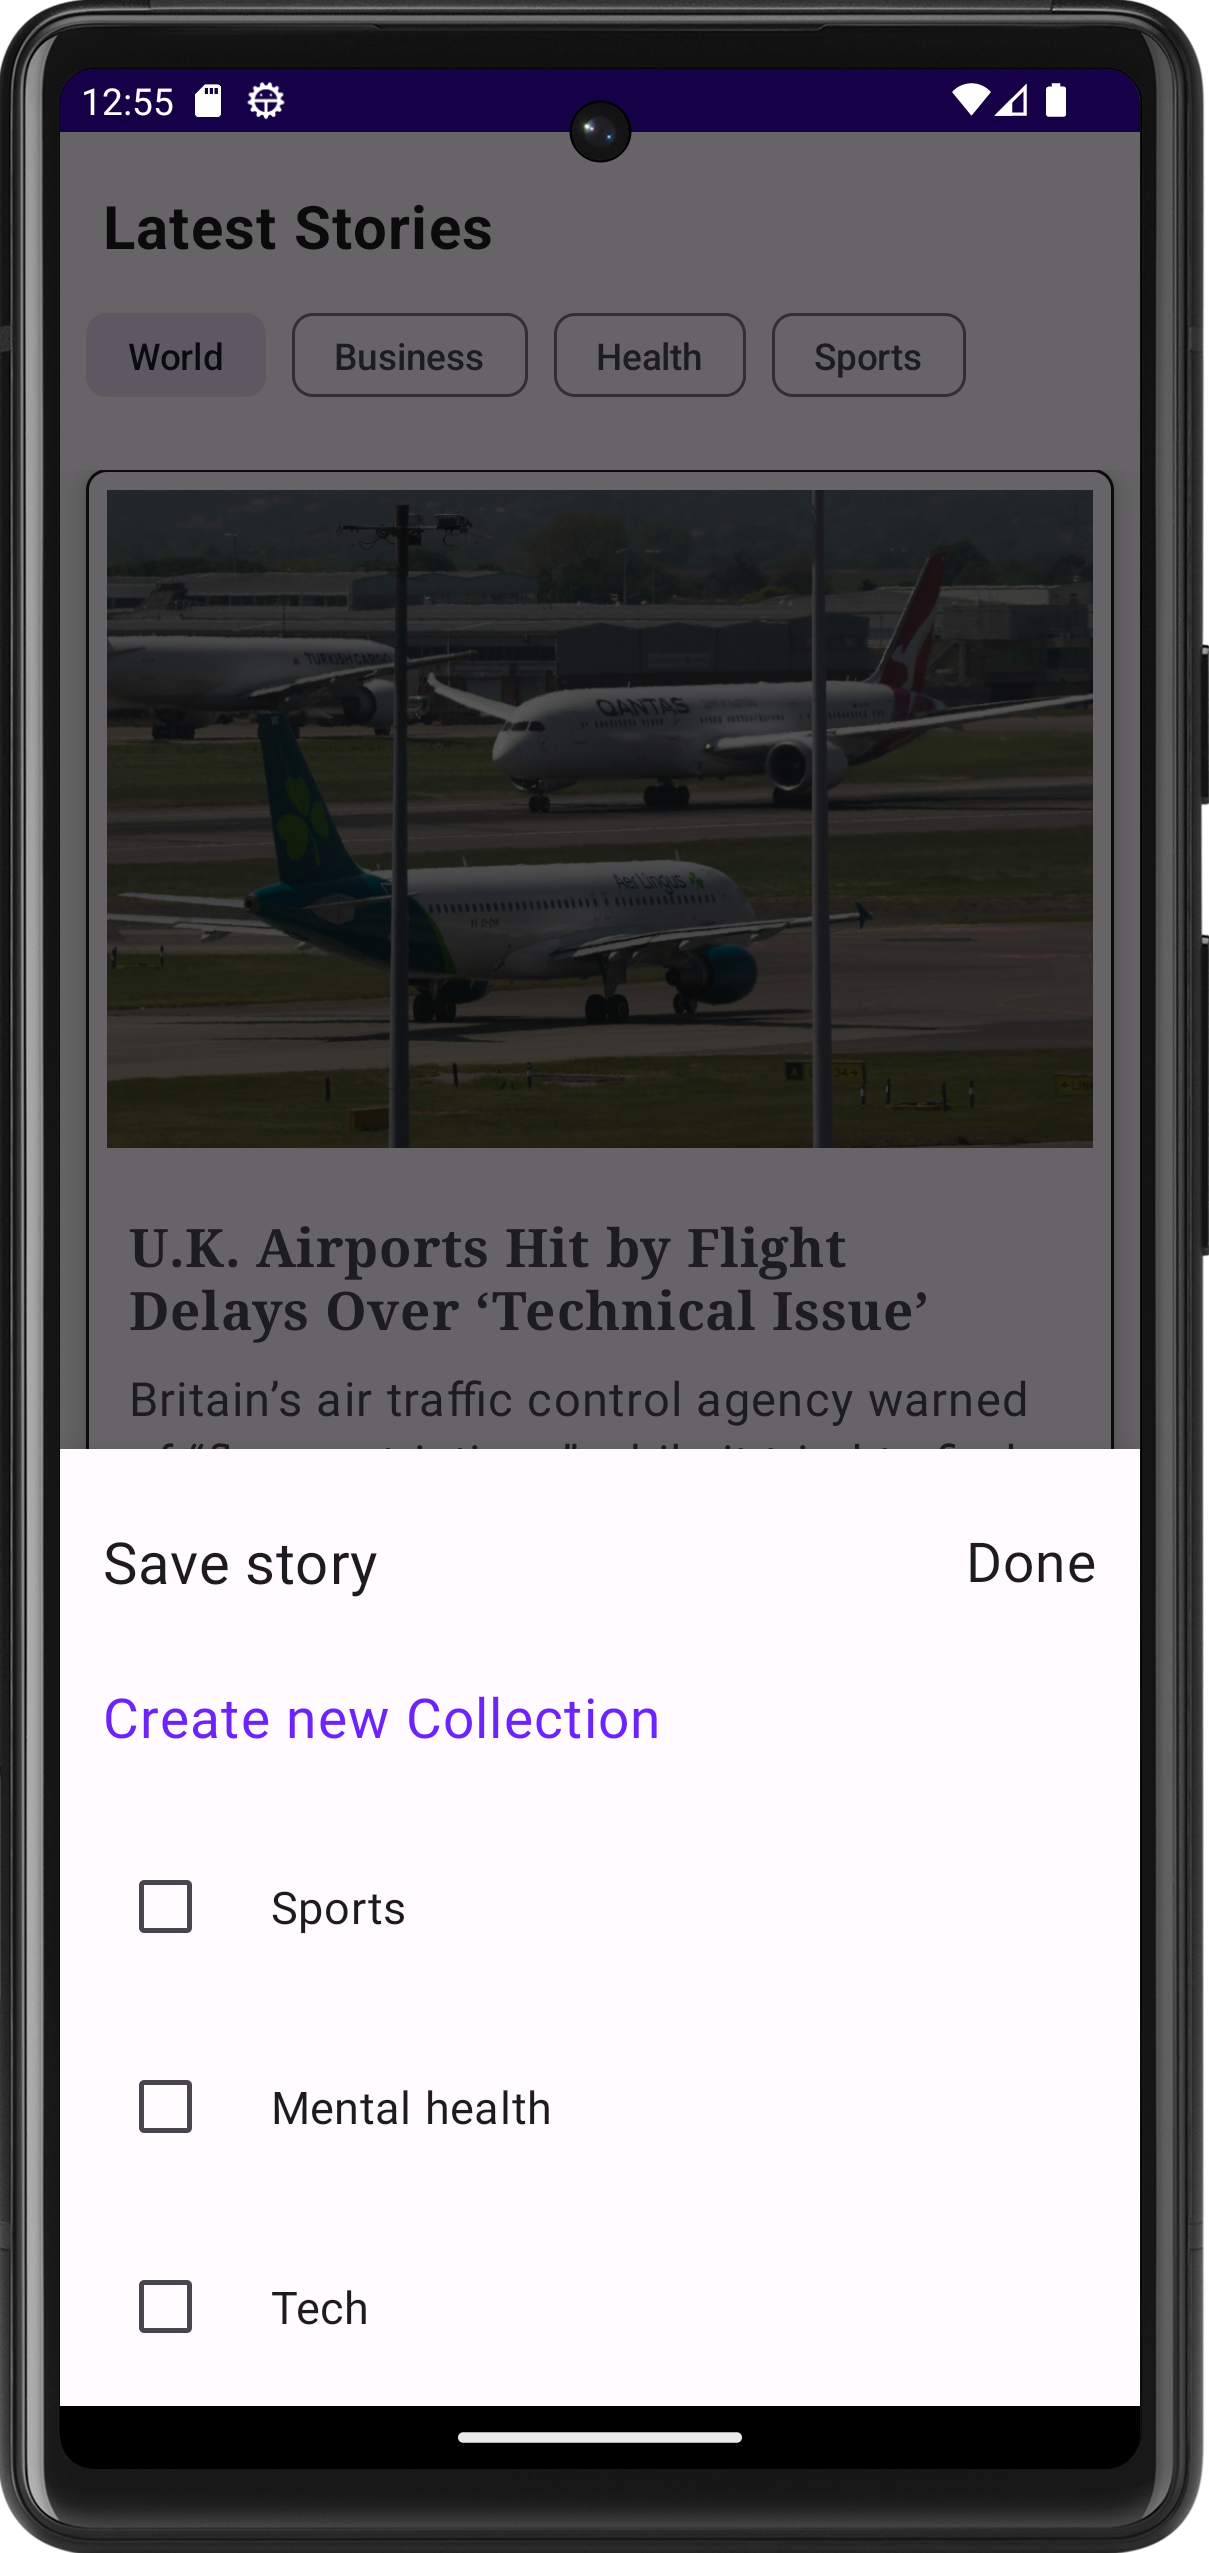 12:55
Latest Stories
World Business Health Sports
TURKISH CARGO
QANTAS
Aer Lingus
U.K. Airports Hit by Flight
Delays Over ‘Technical Issue’
Britain’s air traffic control agency warned
Save story Done
Create new Collection
Sports
Mental health
Tech